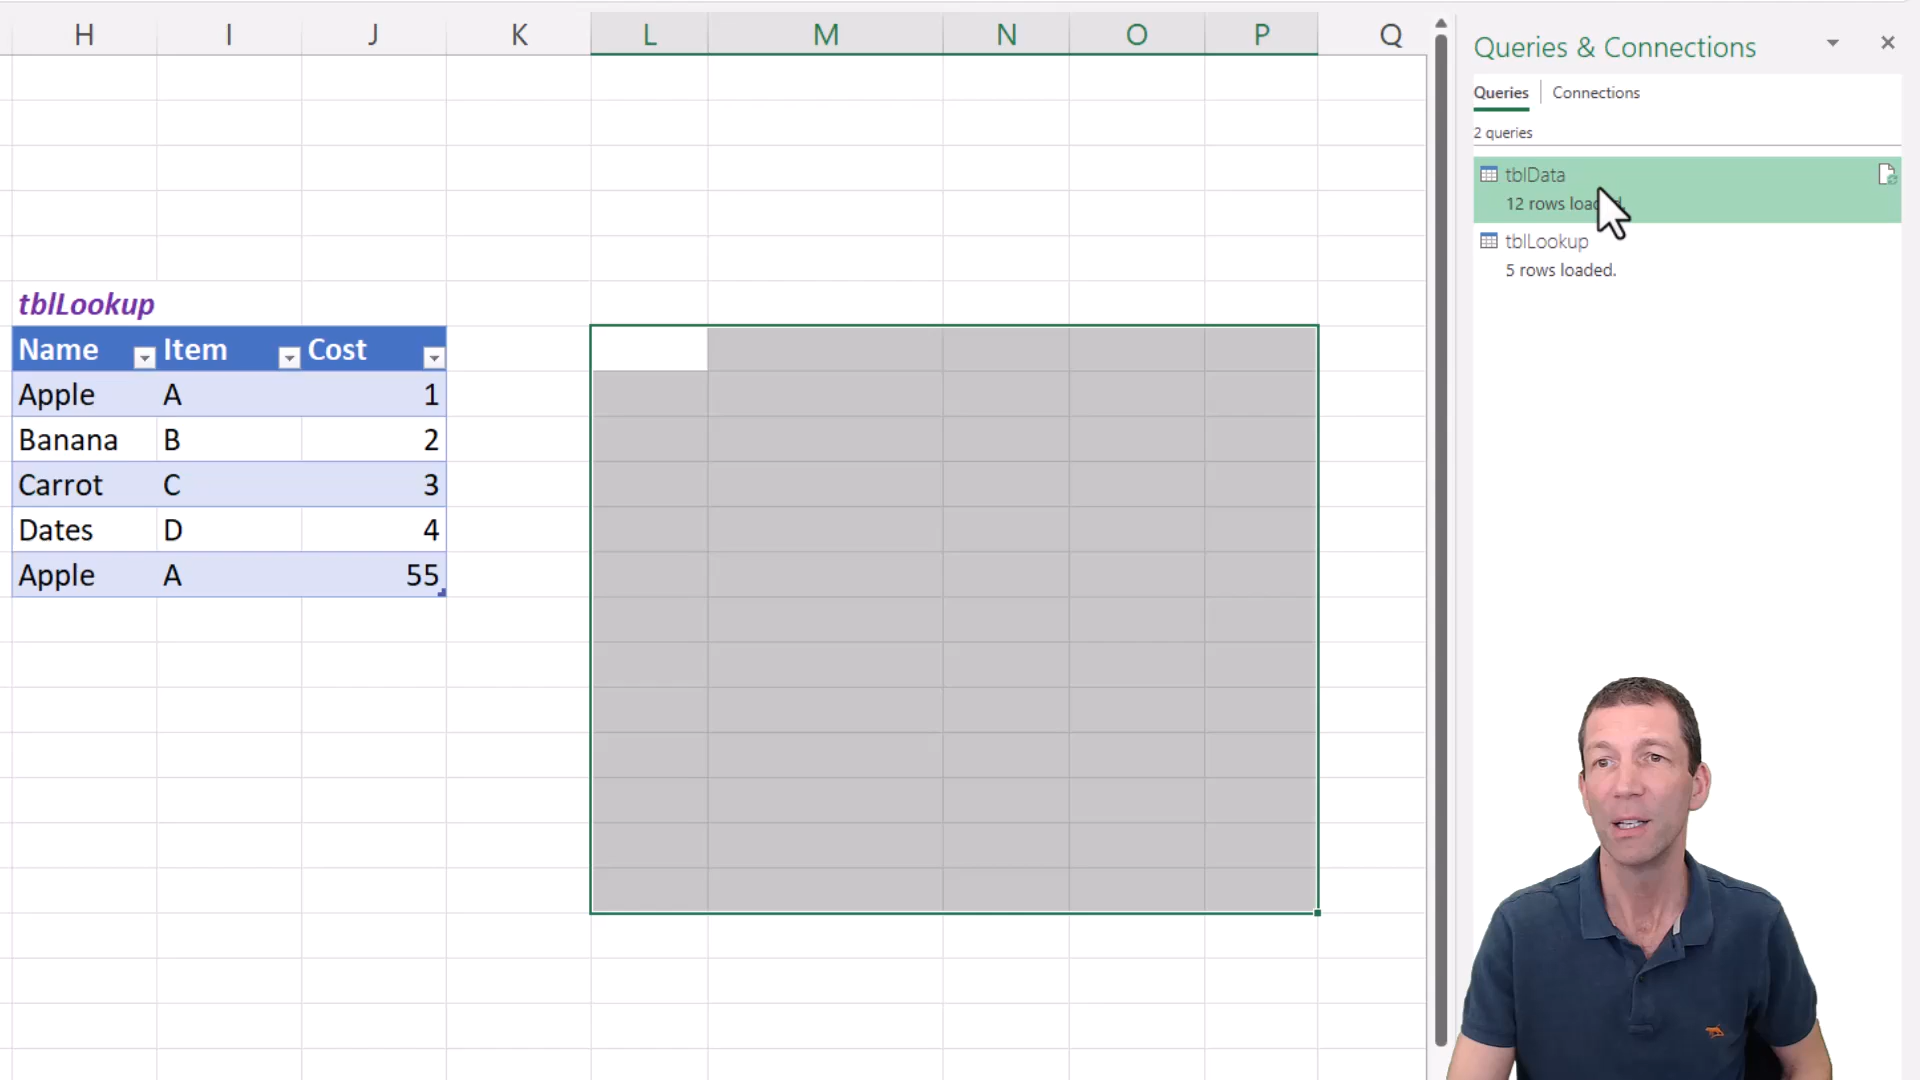 H I J K L M N O P Q
tblLookup
Name Item Cost
Apple A 1
Banana B 2
Carrot C 3
Dates D 4
Apple A 55
Queries & Connections
Queries Connections
2 queries
tblData
12 rows
tblLookup
5 rows loaded.